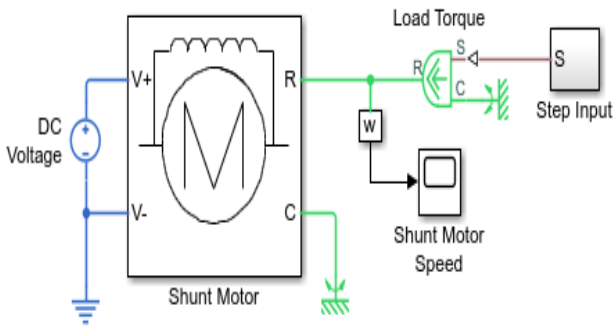 Load Torque
S
R
C
S
Step Input
DC
Voltage
V+
R
V-
C
w
Shunt Motor
Speed
Shunt Motor